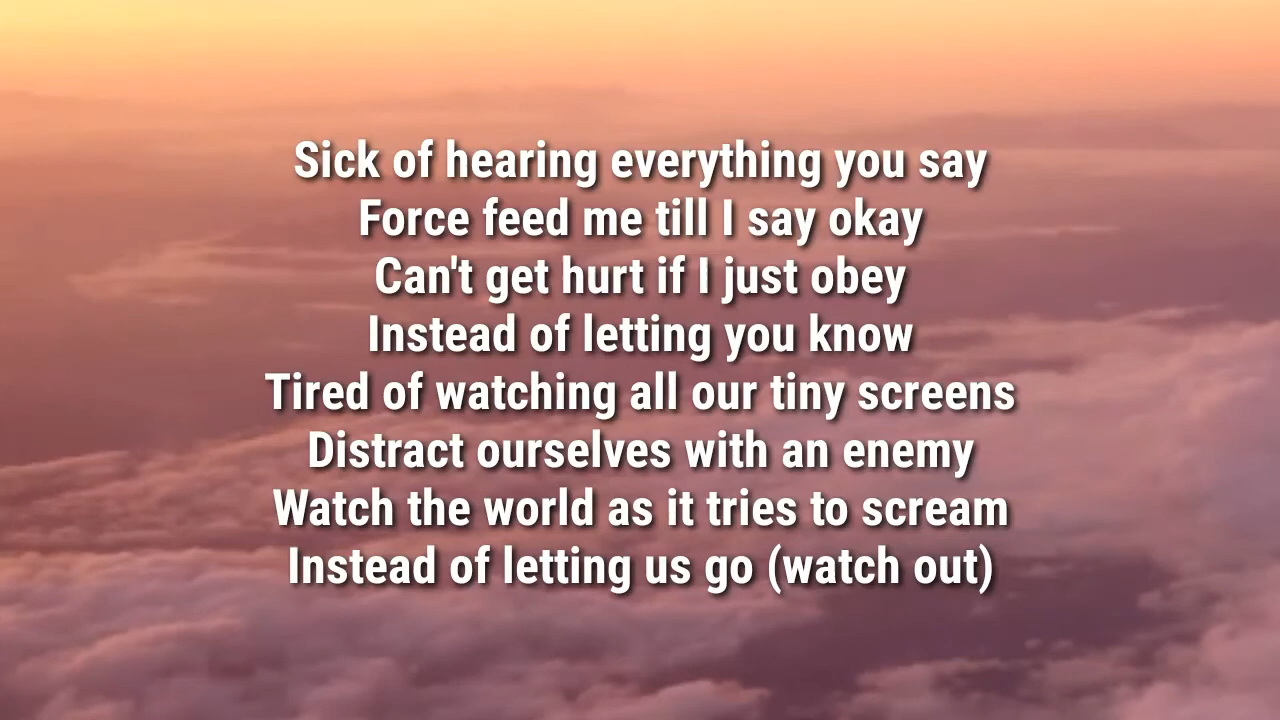 Sick of hearing everything you say
Force feed me till I say okay
Can't get hurt if I just obey
Instead of letting you know
Tired of watching all our tiny screens
Distract ourselves with an enemy
Watch the world as it tries to scream
Instead of letting us go (watch out)